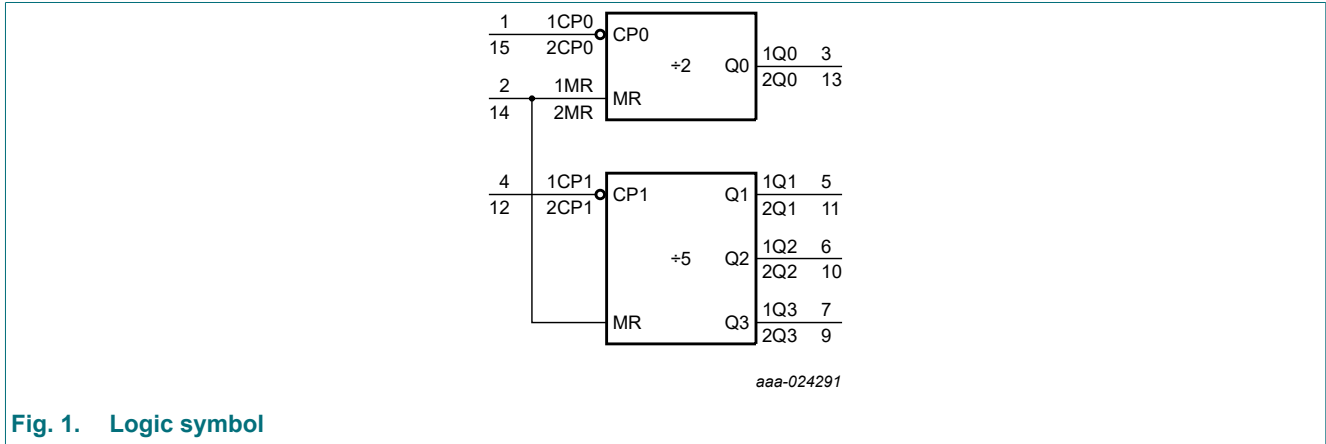 1 1CP0
15 2CP0
CP0
÷2 Q0
1Q0 3
2Q0 13
2 1MR
14 2MR
MR
4 1CP1
12 2CP1
CP1 Q1
1Q1 5
2Q1 11
÷5 Q2
1Q2 6
2Q2 10
MR Q3
1Q3 7
2Q3 9
aaa-024291
Fig. 1. Logic symbol